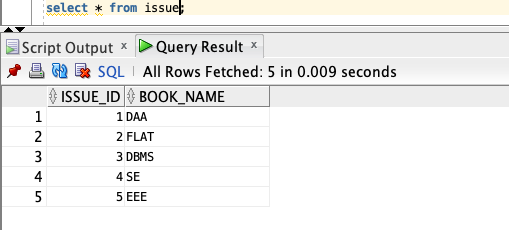 select * from issue;
Script Output x Query Result x
SQL All Rows Fetched: 5 in 0.009 seconds
ISSUE_ID BOOK_NAME
1 1 DAA
2 2 FLAT
3 3 DBMS
4 4 SE
5 5 EEE